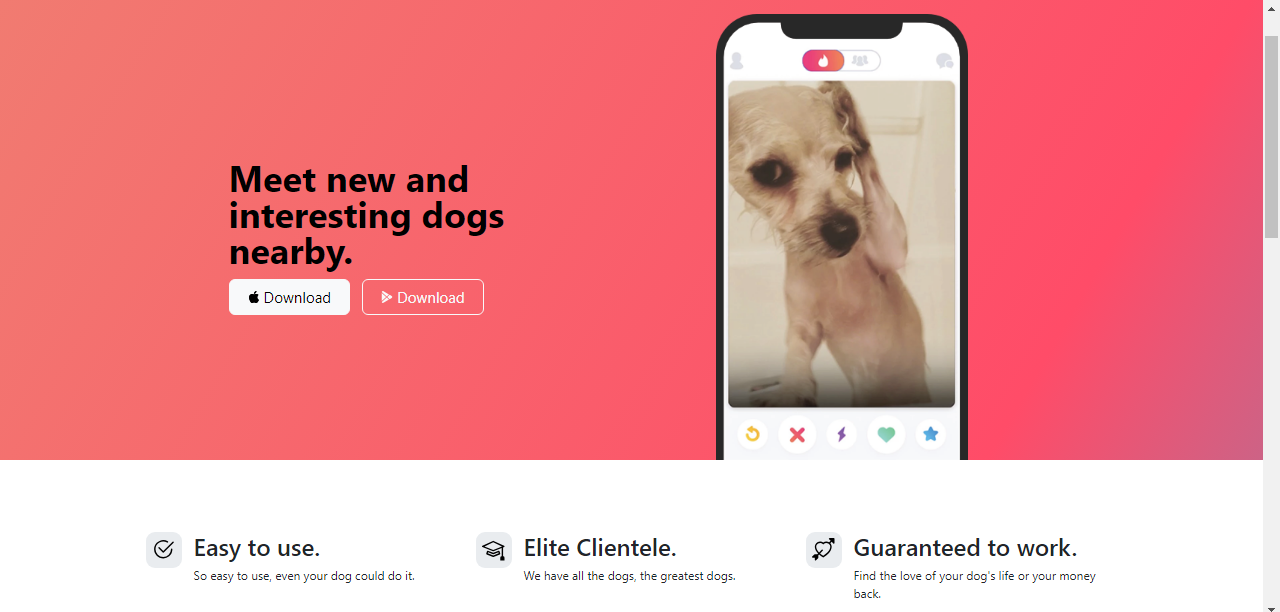 Meet new and
interesting dogs
nearby.
Download
Download
Easy to use.
So easy to use, even your dog could do it.
Elite Clientele.
We have all the dogs, the greatest dogs.
Guaranteed to work.
Find the love of your dog's life or your money
back.